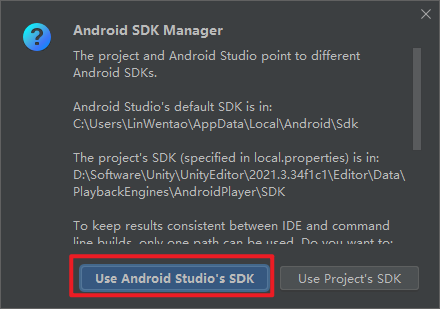 Android SDK Manager
The project and Android Studio point to different
Android SDKs.
Android Studio's default SDK is in:
C:\Users\LinWentao\AppData\Local\Android\Sdk
The project's SDK (specified in local.properties) is in:
D:\Software\Unity\UnityEditor\2021.3.34f1c1\Editor\Data\
PlaybackEngines\AndroidPlayer\SDK
To keep results consistent between IDE and command
line builds, only one path can be used. Do you want to:
Use Android Studio's SDK
Use Project's SDK